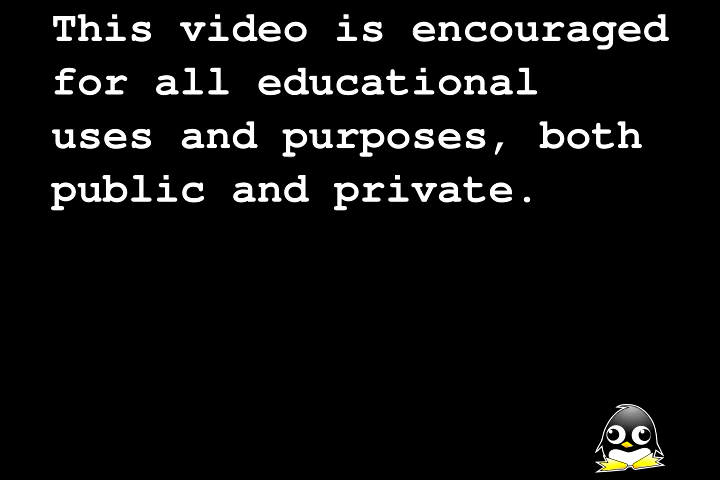 This video is encouraged
for all educational
uses and purposes, both
public and private.